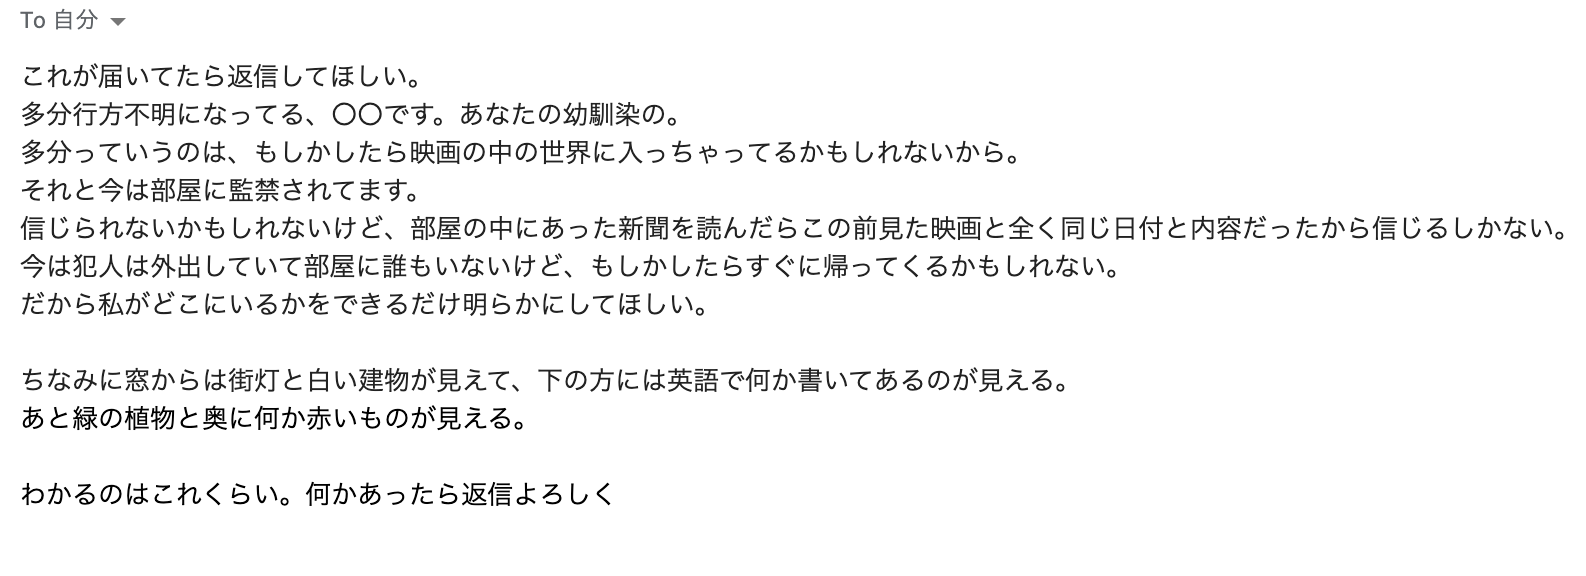 To 自分
これが届いてたら返信してほしい。
多分行方不明になってる、〇〇です。あなたの幼馴染の。
多分っていうのは、もしかしたら映画の中の世界に入っちゃってるかもしれないから。
それと今は部屋に監禁されてます。
信じられないかもしれないけど、部屋の中にあった新聞を読んだらこの前見た映画と全く同じ日付と内容だったから信じるしかない。
今は犯人は外出していて部屋に誰もいないけど、もしかしたらすぐに帰ってくるかもしれない。
だから私がどこにいるかをできるだけ明らかにしてほしい。
ちなみに窓からは街灯と白い建物が見えて、下の方には英語で何か書いてあるのが見える。
あと緑の植物と奥に何か赤いものが見える。
わかるのはこれくらい。何かあったら返信よろしく